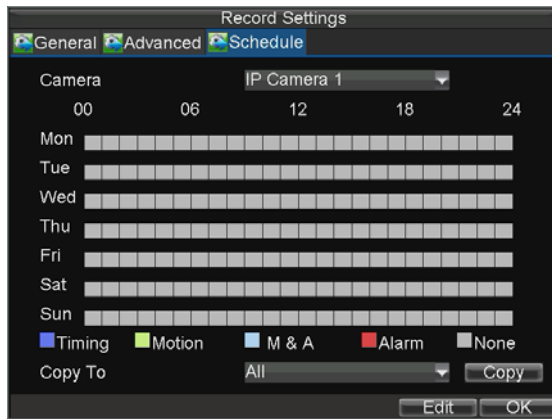 Record Settings
General Advanced Schedule
Camera IP Camera 1
00 06 12 18 24
Mon
Tue
Wed
Thu
Fri
Sat
Sun
Timing Motion M & A Alarm None
Copy To All Copy
Edit OK